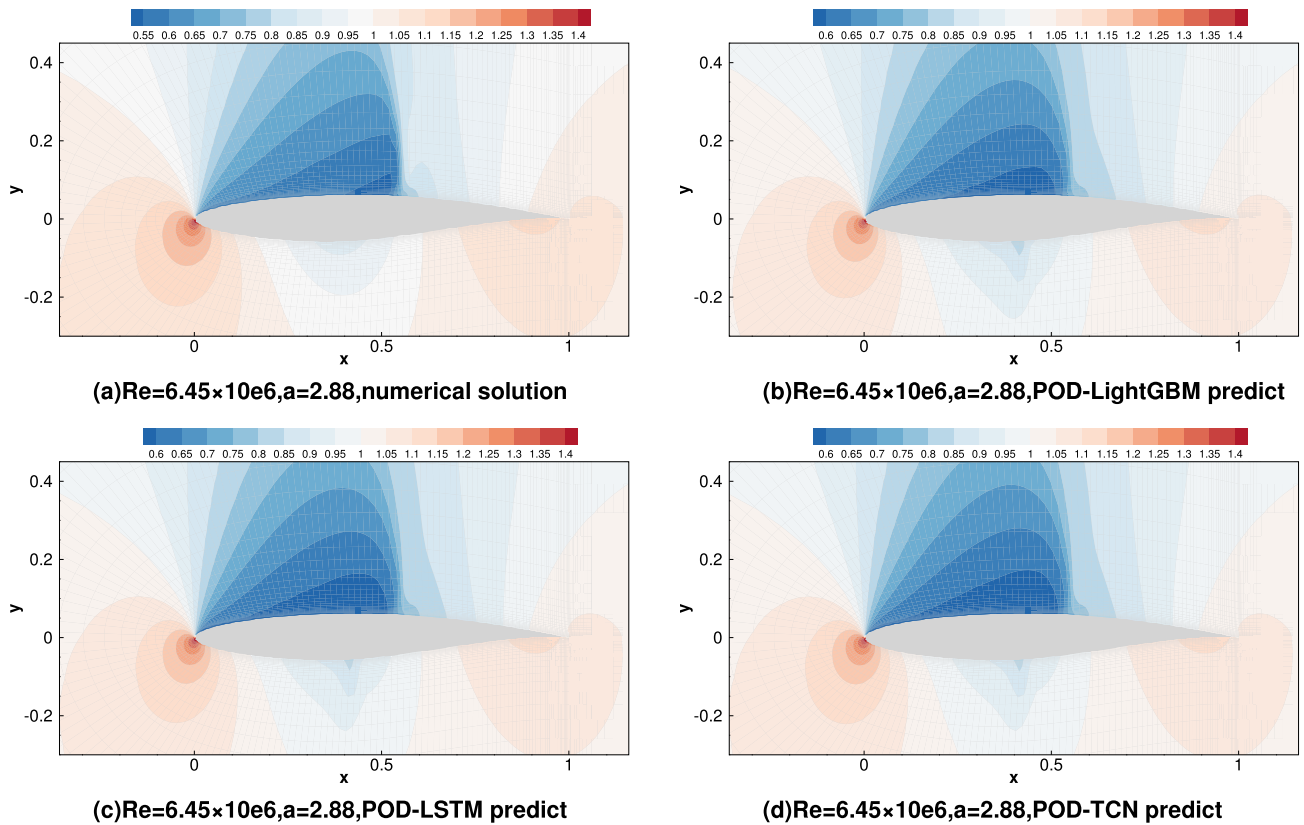 0.55 0.6 0.65 0.7 0.75 0.8 0.85 0.9 0.95 1 1.05 1.1 1.15 1.2 1.25 1.3 1.35 1.4
0.4
0.2
0
-0.2
y
0 0.5 1
x
(a)Re=6.45×10e6,a=2.88,numerical solution
0.6 0.65 0.7 0.75 0.8 0.85 0.9 0.95 1 1.05 1.1 1.15 1.2 1.25 1.3 1.35 1.4
0.4
0.2
0
-0.2
y
0 0.5 1
x
(b)Re=6.45×10e6,a=2.88,POD-LightGBM predict
0.6 0.65 0.7 0.75 0.8 0.85 0.9 0.95 1 1.05 1.1 1.15 1.2 1.25 1.3 1.35 1.4
0.4
0.2
0
-0.2
y
0 0.5 1
x
(c)Re=6.45×10e6,a=2.88,POD-LSTM predict
0.6 0.65 0.7 0.75 0.8 0.85 0.9 0.95 1 1.05 1.1 1.15 1.2 1.25 1.3 1.35 1.4
0.4
0.2
0
-0.2
y
0 0.5 1
x
(d)Re=6.45×10e6,a=2.88,POD-TCN predict